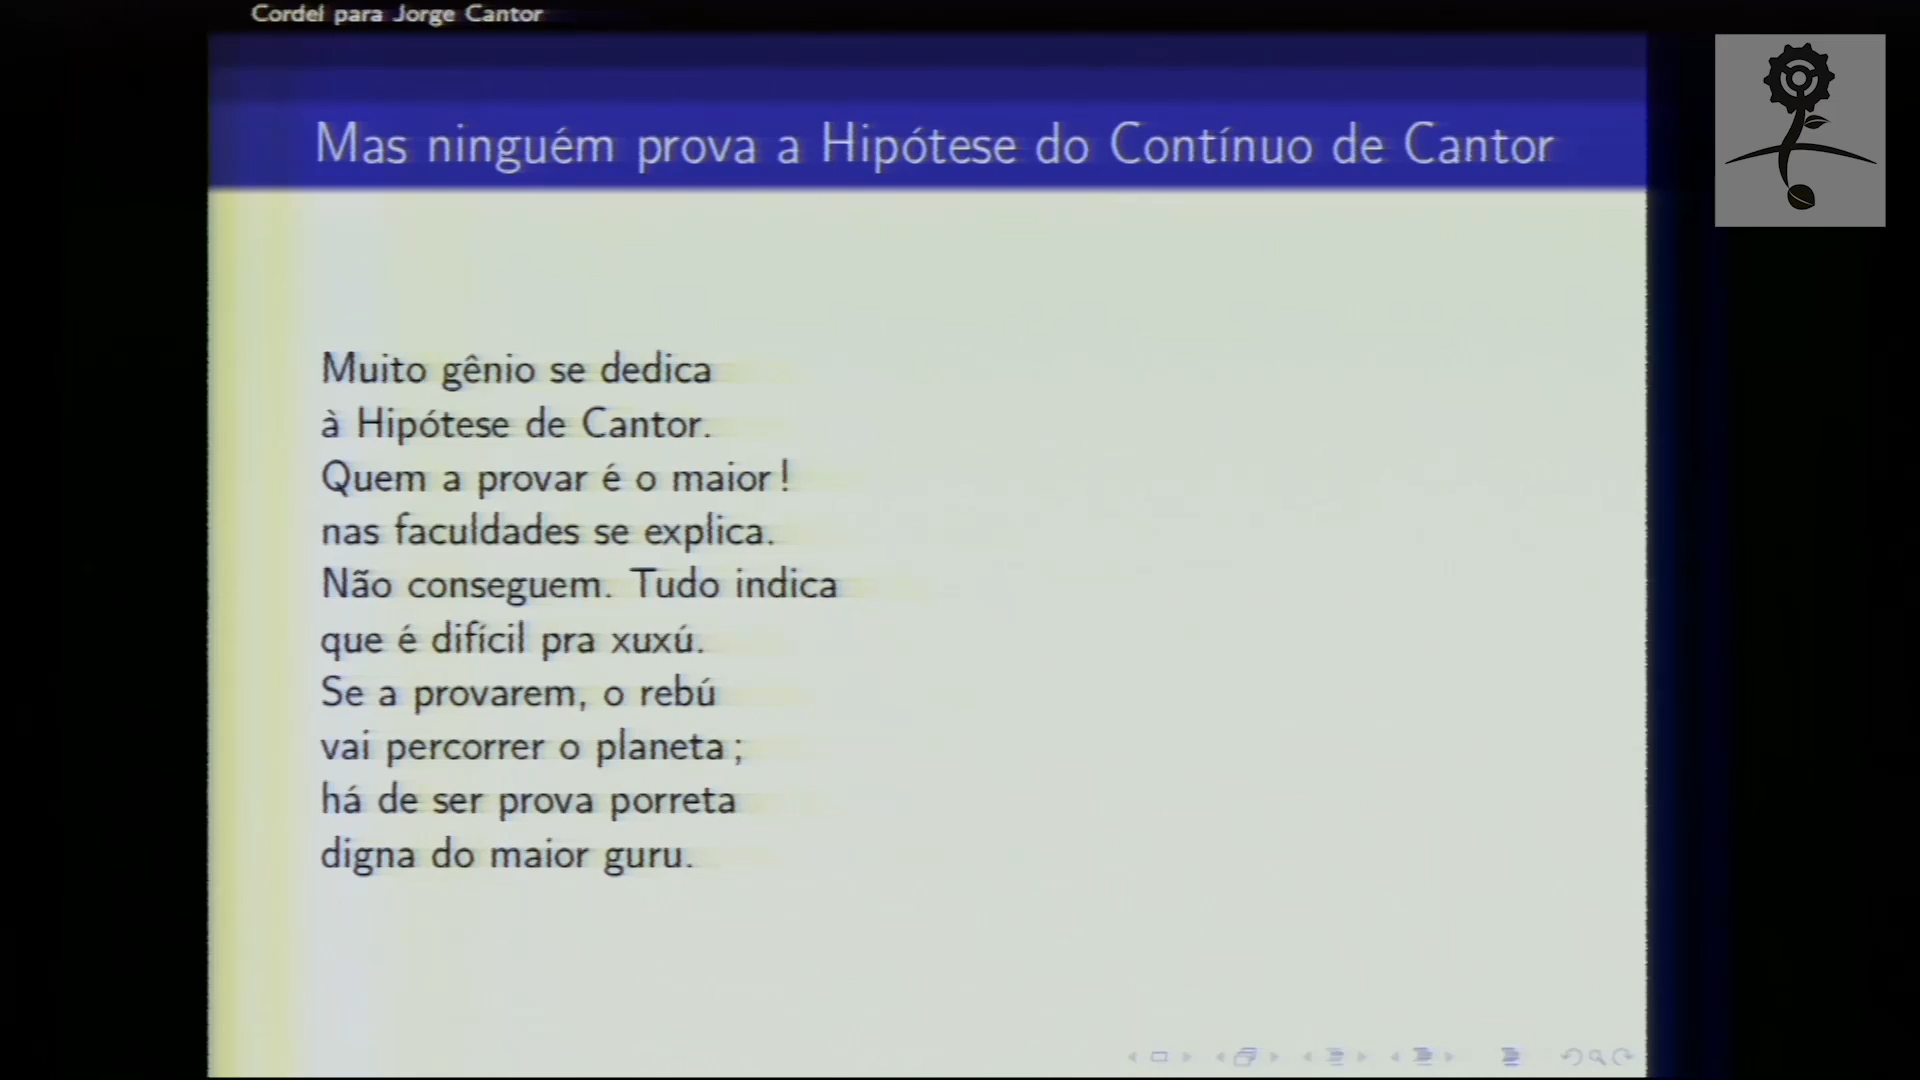 Cordel para Jorge Cantor
Mas ninguém prova a Hipótese do Contínuo de Cantor
Muito gênio se dedica
à Hipótese de Cantor.
Quem a provar é o maior !
nas faculdades se explica.
Não conseguem. Tudo indica
que é difícil pra xuxú.
Se a provarem, o rebú
vai percorrer o planeta ;
há de ser prova porreta
digna do maior guru.